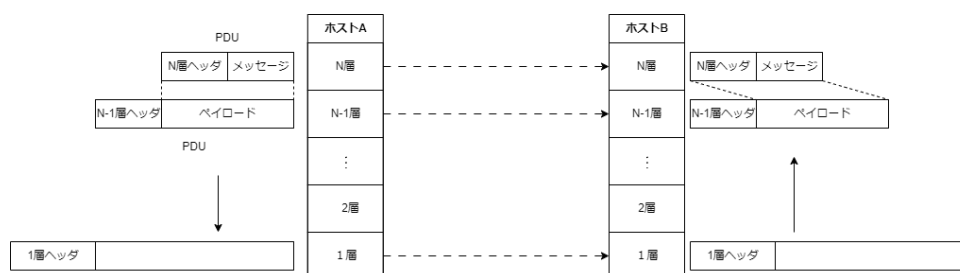 PDU
N層ヘッダ メッセージ
N-1層ヘッダ ペイロード
PDU
1層ヘッダ
ホストA
N層
N-1層
⋮
2層
1層
ホストB
N層
N-1層
⋮
2層
1層
N層ヘッダ メッセージ
N-1層ヘッダ ペイロード
1層ヘッダ